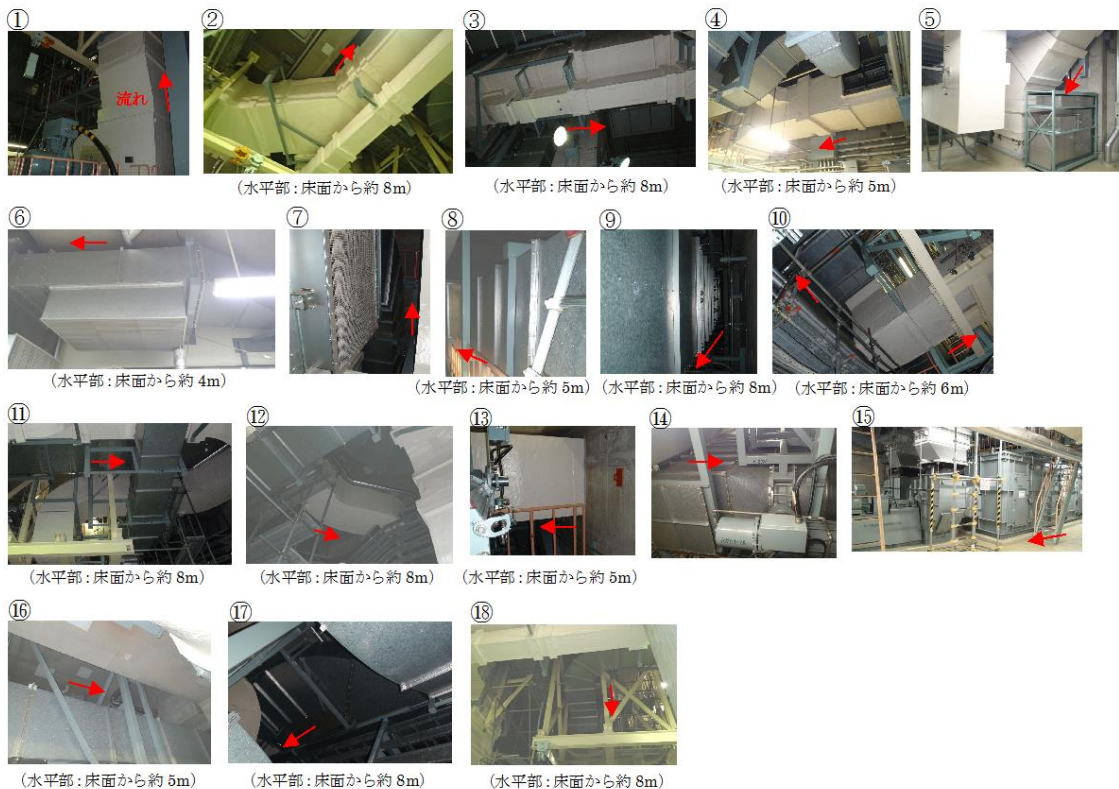 ① ② ③ ④ ⑤
流れ
(水平部:床面から約 8m) (水平部:床面から約 8m) (水平部:床面から約 5m)
⑥ ⑦ ⑧ ⑨ ⑩
(水平部:床面から約 4m) (水平部:床面から約 5m) (水平部:床面から約 8m) (水平部:床面から約 6m)
⑪ ⑫ ⑬ ⑭ ⑮
(水平部:床面から約 8m) (水平部:床面から約 8m) (水平部:床面から約 5m)
⑯ ⑰ ⑱
(水平部:床面から約 5m) (水平部:床面から約 8m) (水平部:床面から約 8m)